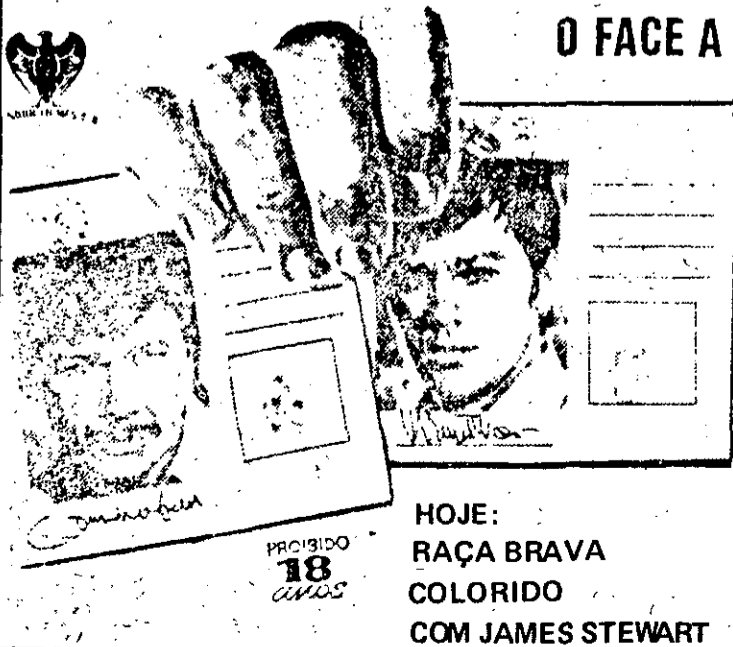 O FACE A
PROIBIDO
18
anos
HOJE:
RAÇA BRAVA
COLORIDO
COM JAMES STEWART